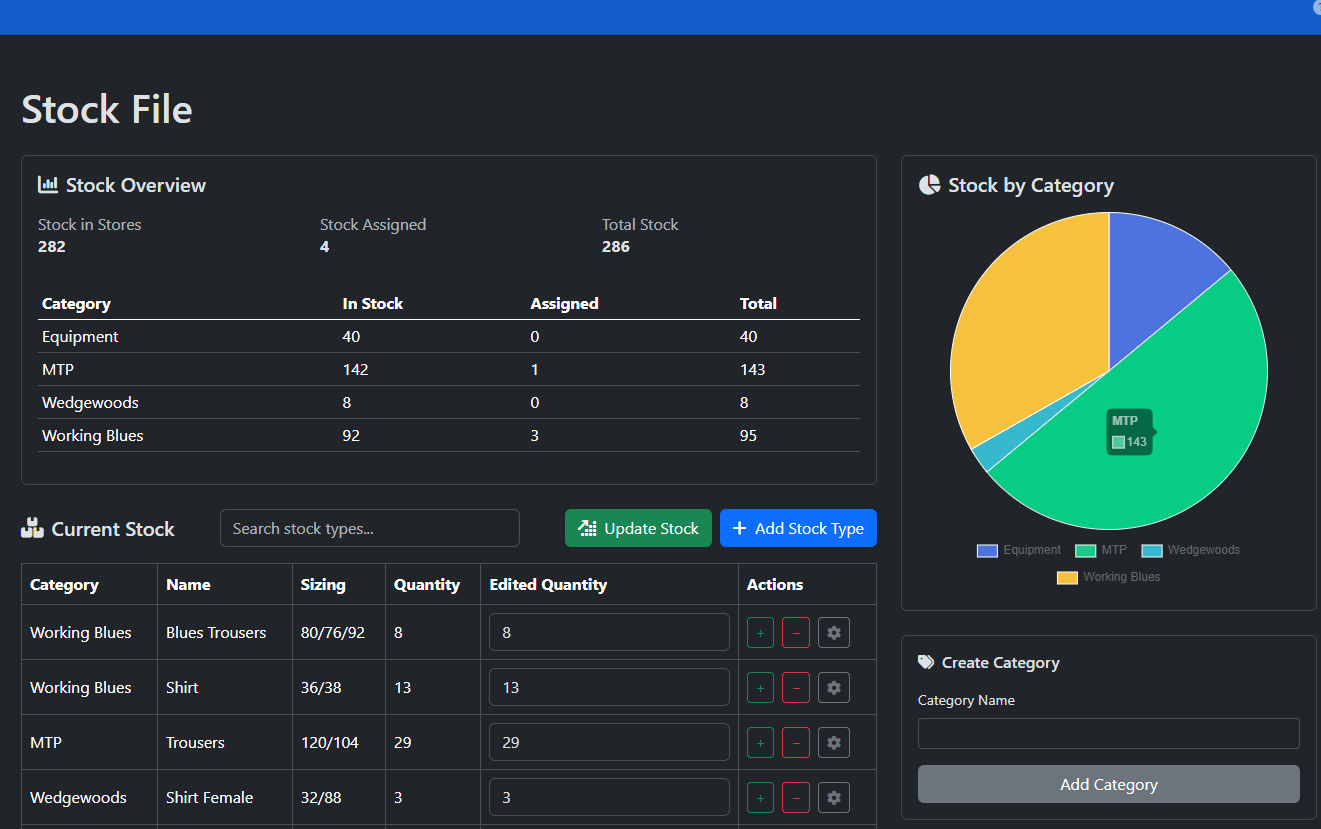 Stock File
Stock Overview
Stock in Stores Stock Assigned Total Stock
282 4 286
Category In Stock Assigned Total
Equipment 40 0 40
MTP 142 1 143
Wedgewoods 8 0 8
Working Blues 92 3 95
Stock by Category
MTP
143
Equipment MTP Wedgewoods
Working Blues
Current Stock Search stock types... Update Stock + Add Stock Type
Category Name Sizing Quantity Edited Quantity Actions
Working Blues Blues Trousers 80/76/92 8 8 + -
Working Blues Shirt 36/38 13 13 + -
MTP Trousers 120/104 29 29 + -
Wedgewoods Shirt Female 32/88 3 3 + -
Create Category
Category Name
Add Category